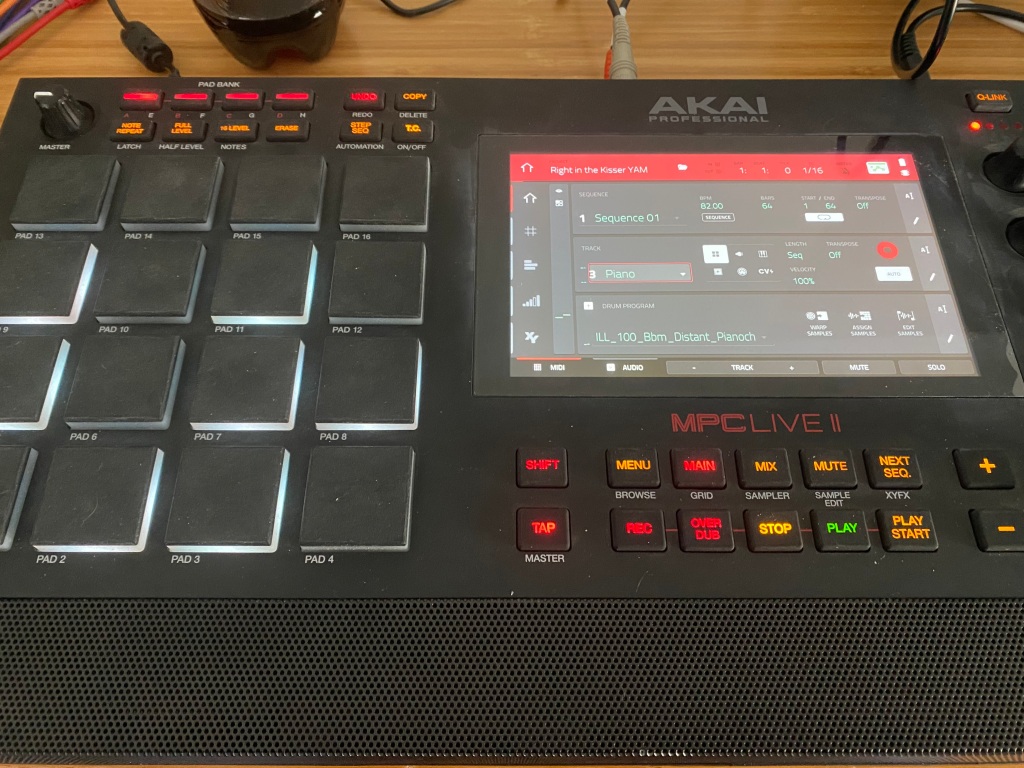 PAD BANK
A E B F C G D H
UNDO
COPY
REDO
DELETE
NOTE REPEAT
FULL LEVEL
16 LEVEL
ERASE
STEP SEQ
T.C.
MASTER
LATCH
HALF LEVEL
NOTES
AUTOMATION
ON/OFF
AKAI
PROFESSIONAL
Q-LINK
PAD 13
PAD 14
PAD 15
PAD 16
9
PAD 10
PAD 11
PAD 12
PAD 6
PAD 7
PAD 8
PAD 2
PAD 3
PAD 4
Right in the Kisser YAM
1: 1: 0 1/16
SEQUENCE
BPM
BARS
START / END
TRANSPOSE
1 Sequence 01
82.00
64
1 64
Off
SEQUENCE
TRACK
LENGTH
TRANSPOSE
Seq
Off
3 Piano
CV
VELOCITY
100%
AUTO
DRUM PROGRAM
ILL_100_Bbm_Distant_Pianoch
WARP SAMPLES
ASSIGN SAMPLES
EDIT SAMPLES
MIDI
AUDIO
- TRACK +
MUTE
SOLO
MPC LIVE II
SHIFT
MENU
MAIN
MIX
MUTE
NEXT SEQ.
+
BROWSE
GRID
SAMPLER
SAMPLE EDIT
XYFX
TAP
REC
OVER DUB
STOP
PLAY
PLAY START
-
MASTER